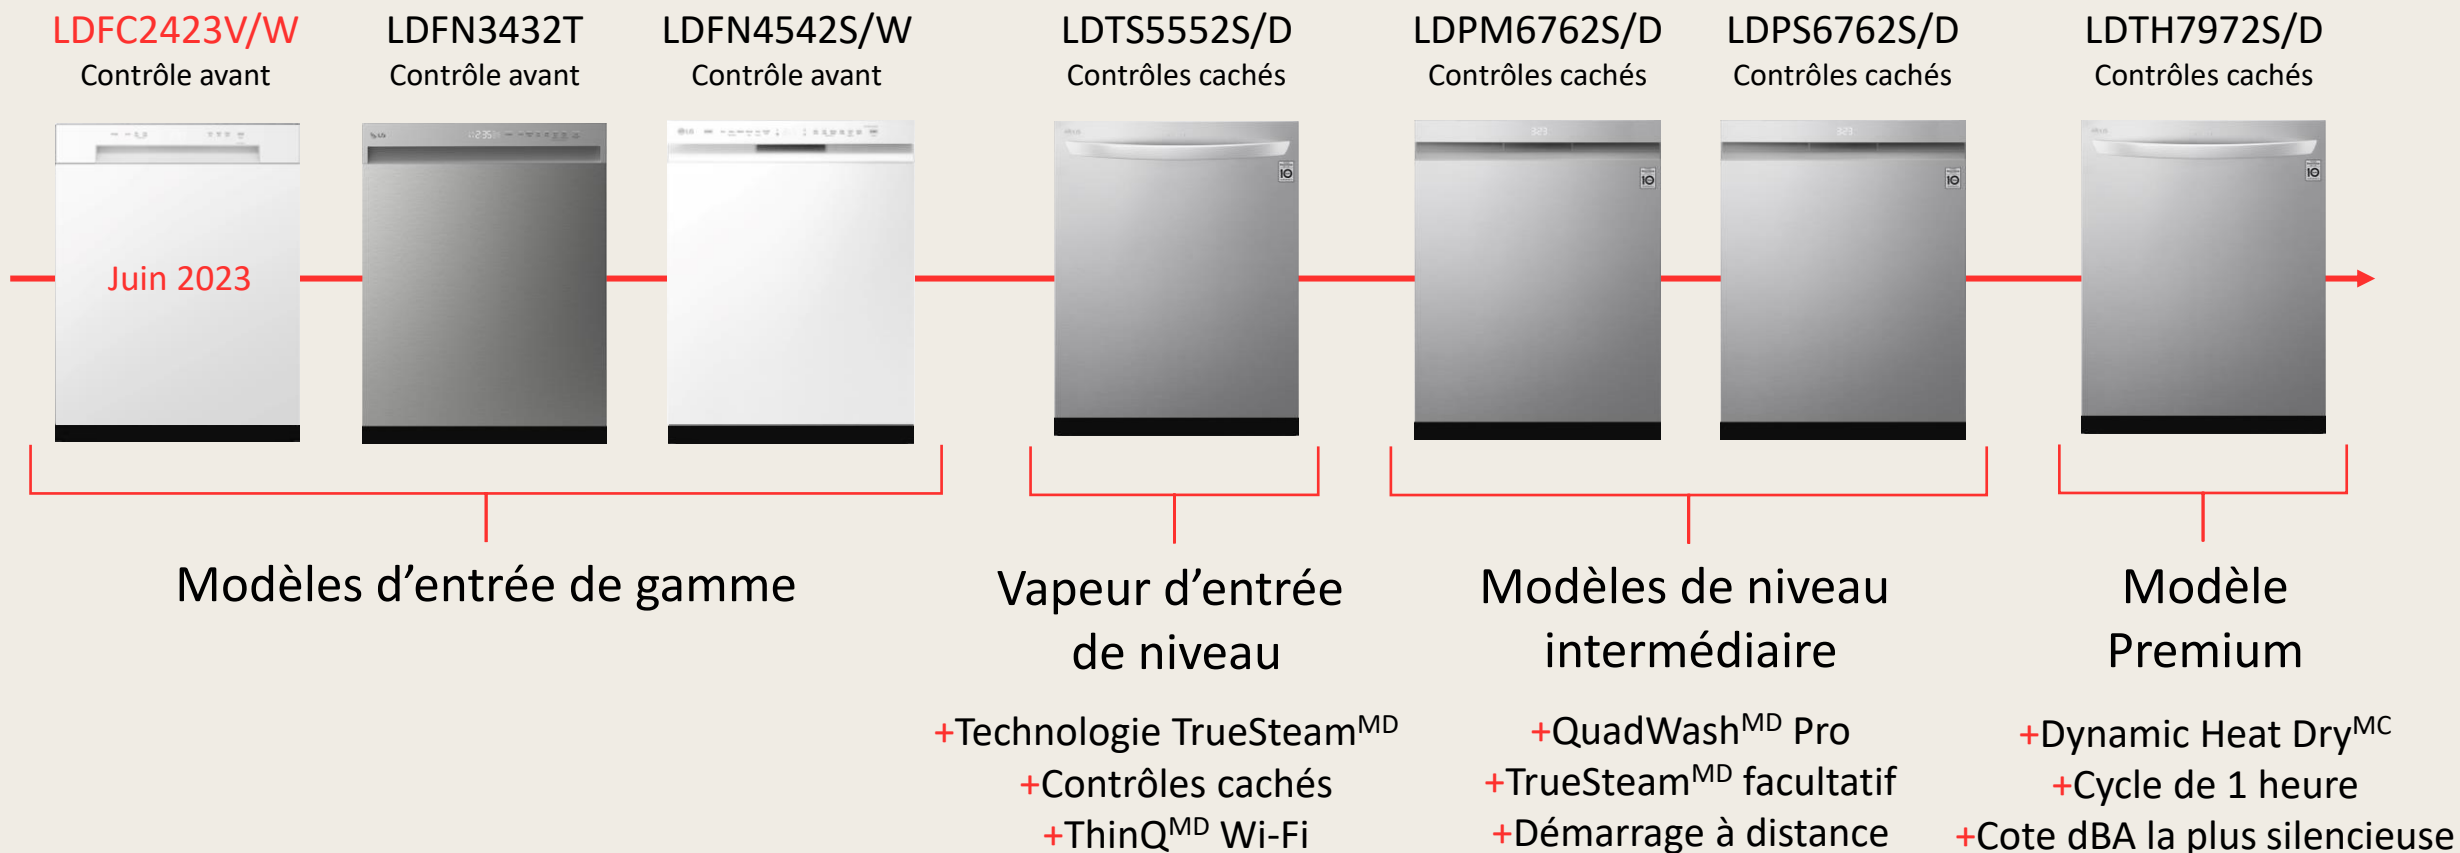 LDFC2423V/W
Contrôle avant
LDFN3432T
Contrôle avant
LDFN4542S/W
Contrôle avant
LDTS5552S/D
Contrôles cachés
LDPM6762S/D
Contrôles cachés
LDPS6762S/D
Contrôles cachés
LDTH7972S/D
Contrôles cachés
Juin 2023
Modèles d’entrée de gamme
Vapeur d’entrée
de niveau
+Technologie TrueSteamMD
+Contrôles cachés
+ThinQMD Wi-Fi
Modèles de niveau
intermédiaire
+QuadWashMD Pro
+TrueSteamMD facultatif
+Démarrage à distance
Modèle
Premium
+Dynamic Heat DryMC
+Cycle de 1 heure
+Cote dBA la plus silencieuse